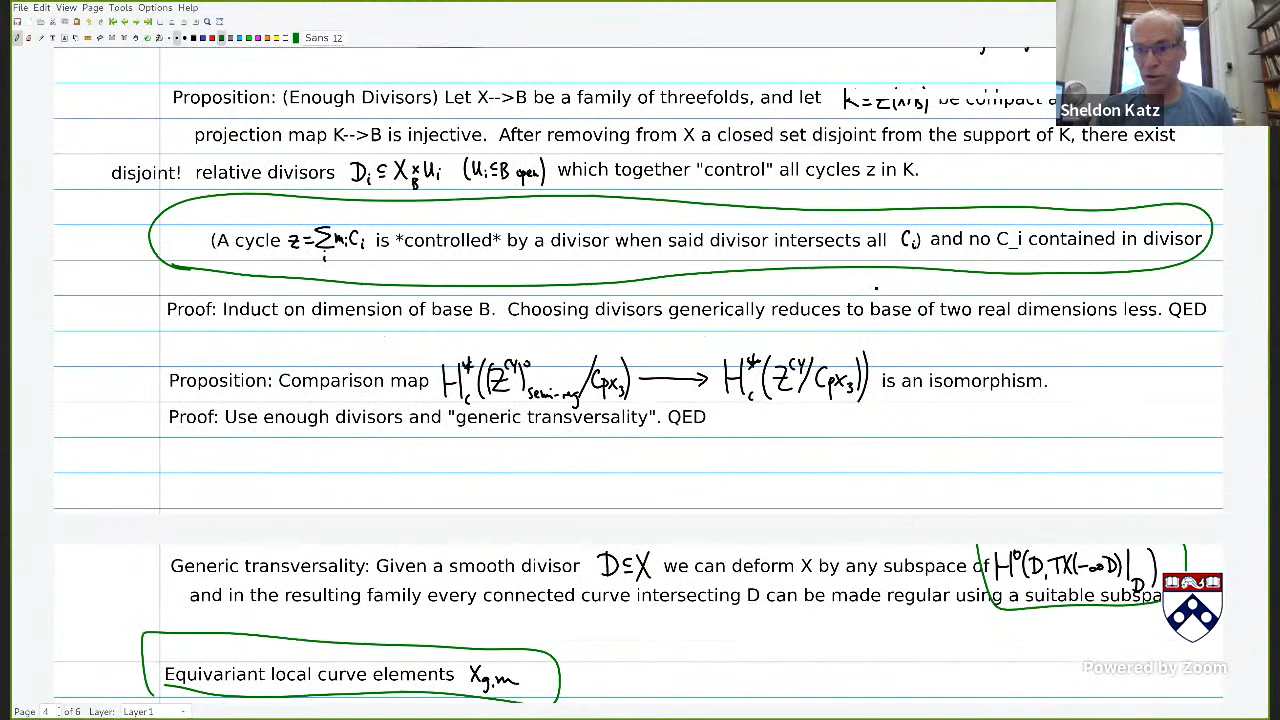 File Edit View Page Tools Options Help
Sans 12
Proposition: (Enough Divisors) Let X-->B be a family of threefolds, and let K=Z(X/B) be compact
Sheldon Katz
projection map K-->B is injective. After removing from X a closed set disjoint from the support of K, there exist
disjoint! relative divisors D_i ⊆ X ×_B U_i (U_i ⊆ B open) which together "control" all cycles z in K.
(A cycle z = Σ_i m_i C_i is *controlled* by a divisor when said divisor intersects all C_i) and no C_i contained in divisor
Proof: Induct on dimension of base B. Choosing divisors generically reduces to base of two real dimensions less. QED
Proposition: Comparison map H_c^*((Z^{CY})^0_{semi-reg}/Cpx_3) ⟶ H_c^*(Z^{CY}/Cpx_3) is an isomorphism.
Proof: Use enough divisors and "generic transversality". QED
Generic transversality: Given a smooth divisor D ⊆ X we can deform X by any subspace of H^0(D, TX(-∞D)|_D)
and in the resulting family every connected curve intersecting D can be made regular using a suitable
Equivariant local curve elements X_{g,m}
Powered by Zoom
Page 4 of 6 Layer: Layer 1